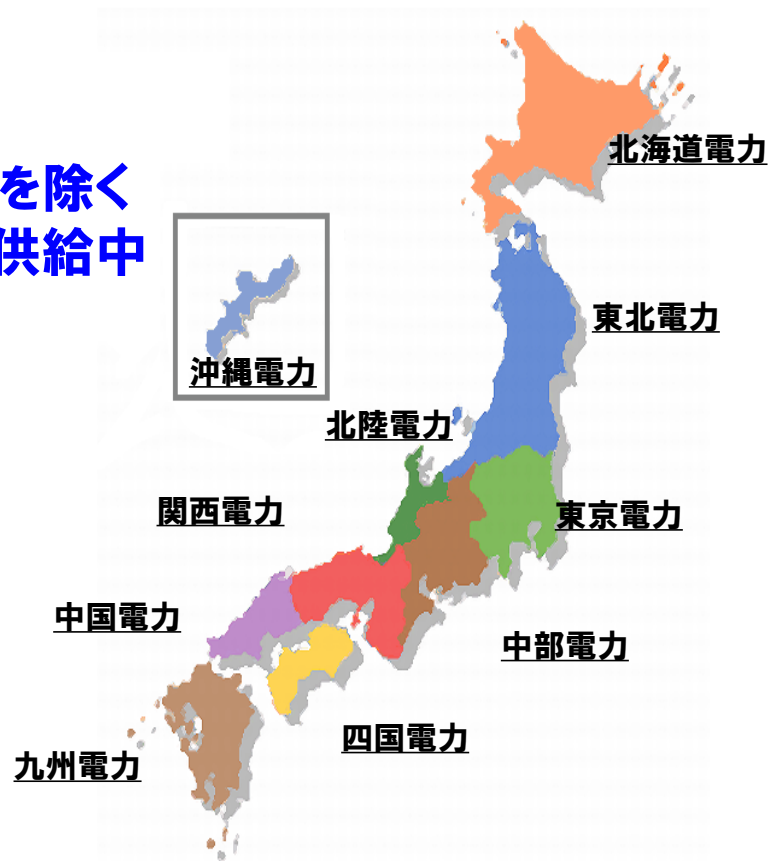 を除く
供給中
北海道電力
東北電力
沖縄電力
北陸電力
関西電力
東京電力
中国電力
中部電力
四国電力
九州電力